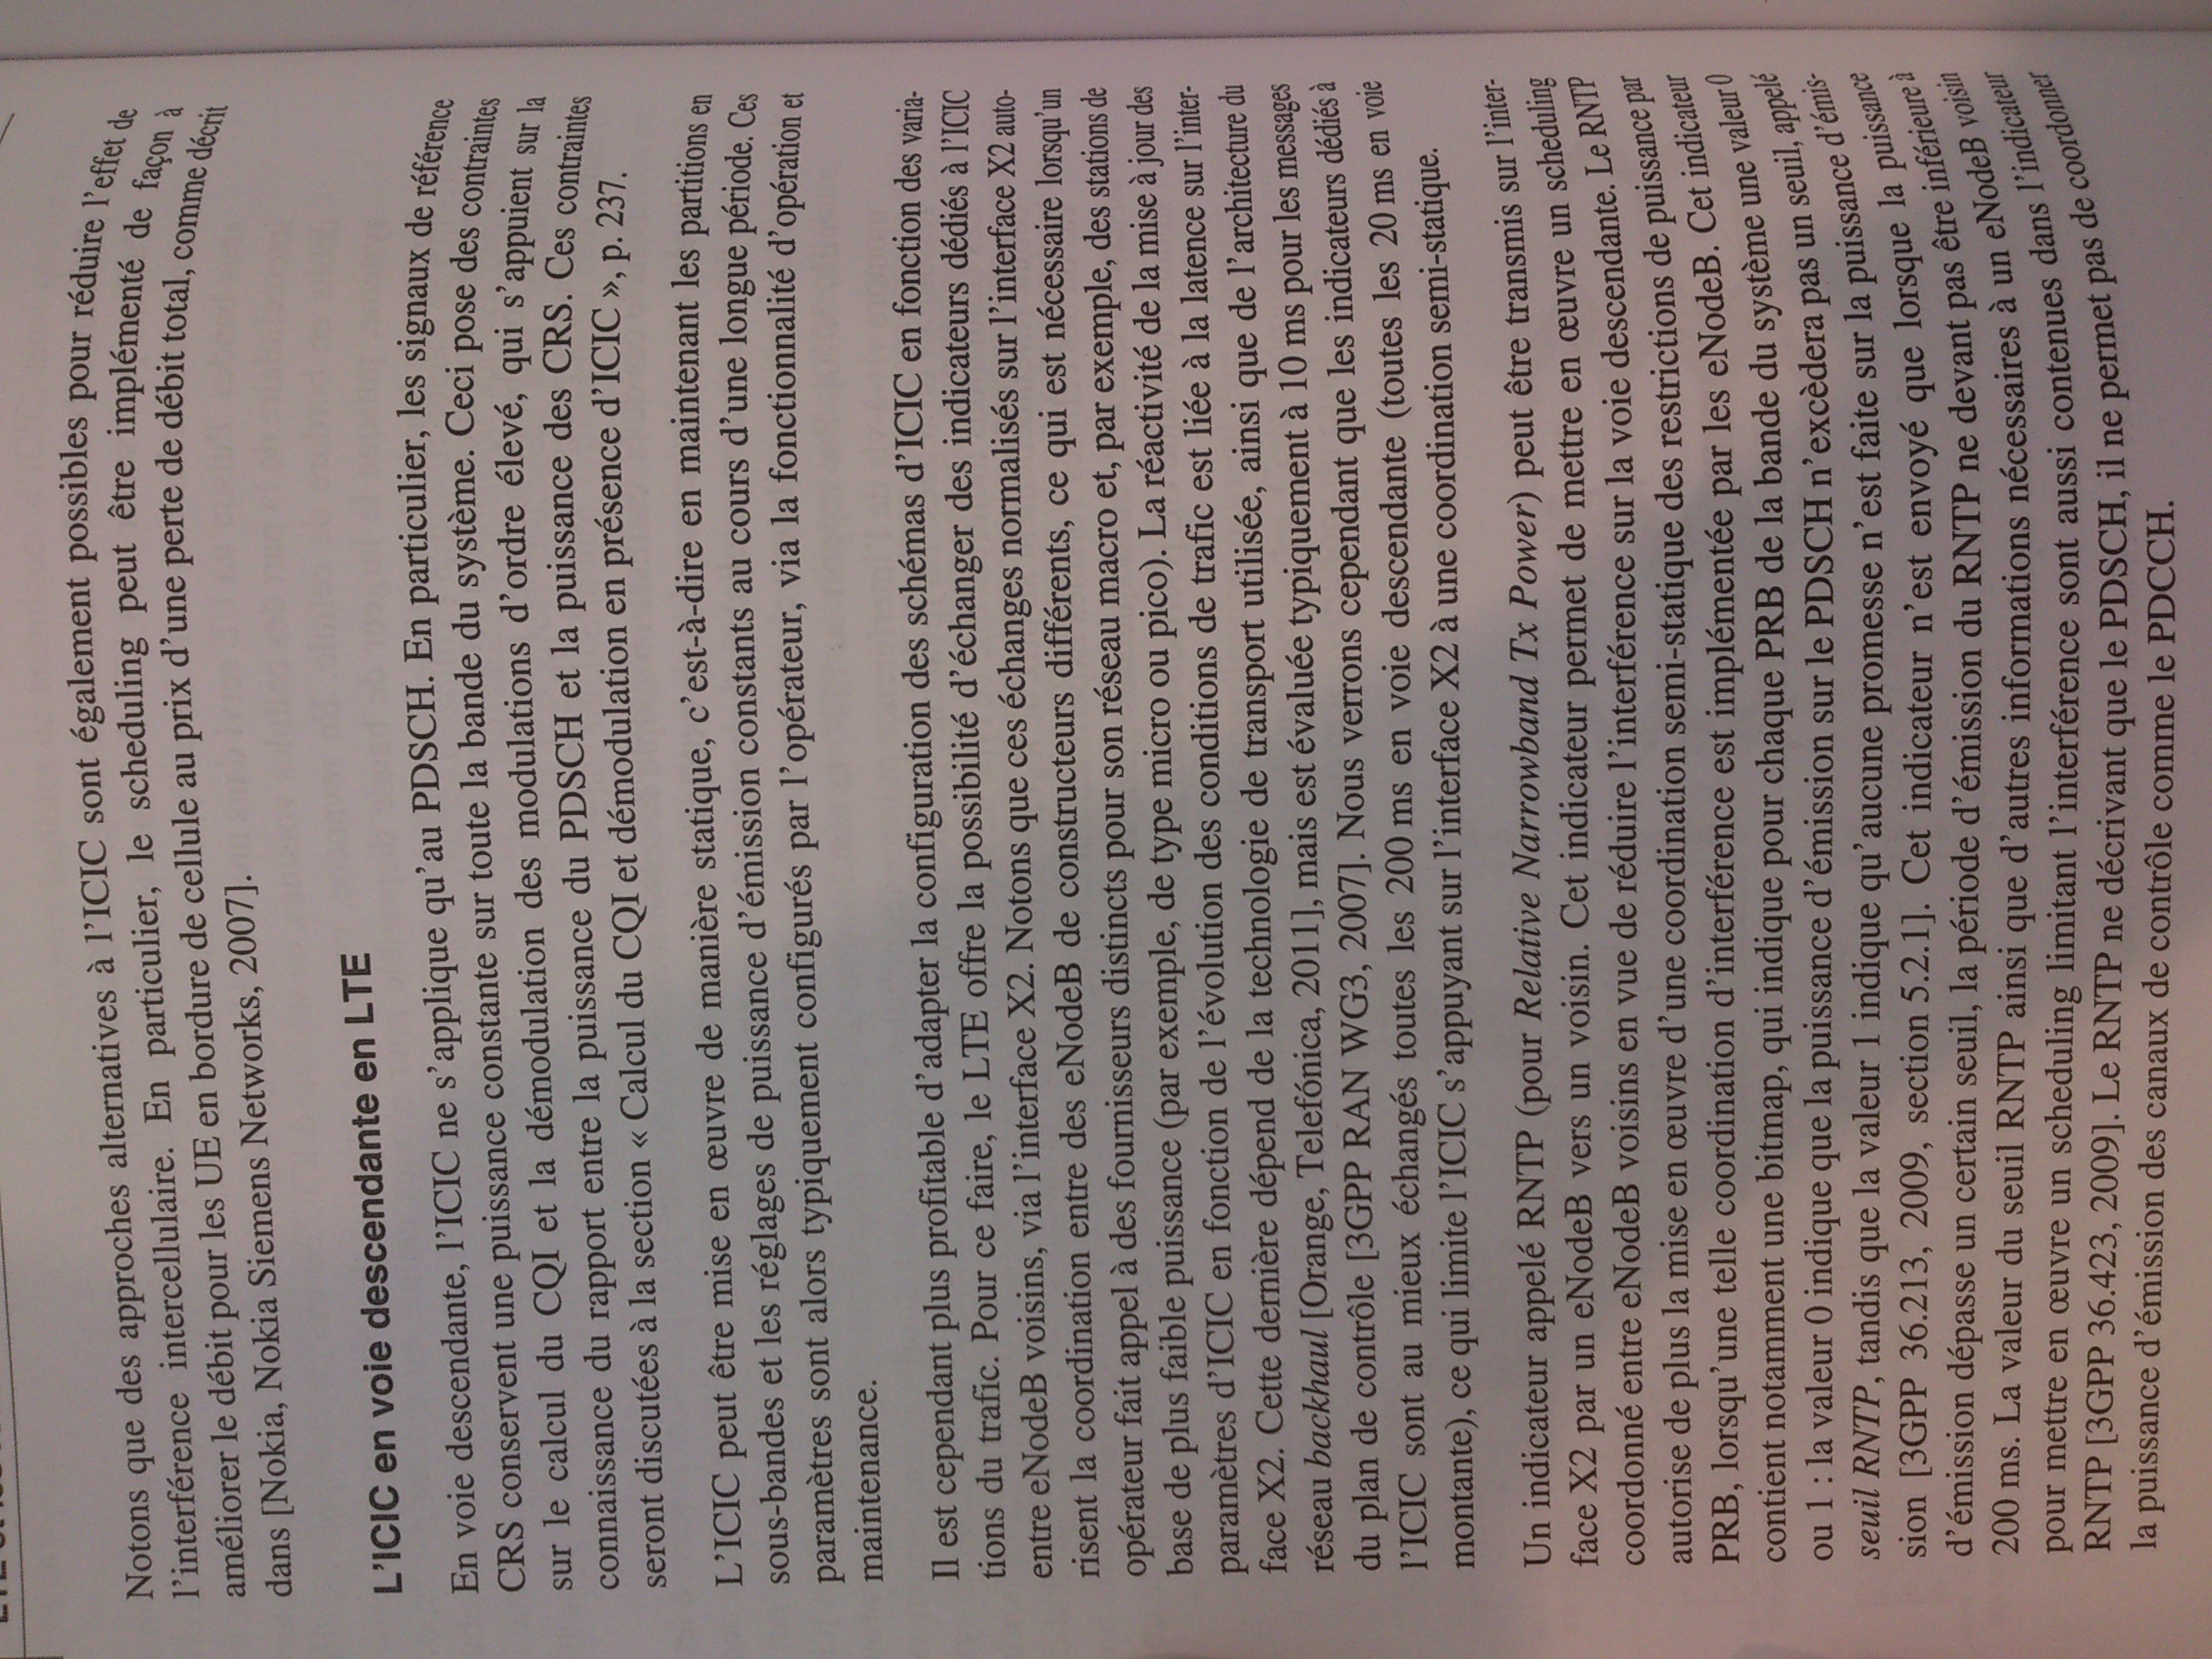 Notons que des approches alternatives à l'ICIC sont également possibles pour réduire l'effet de
l'interférence intercellulaire. En particulier, le scheduling peut être implémenté de façon à
améliorer le débit pour les UE en bordure de cellule au prix d'une perte de débit total, comme décrit
dans [Nokia, Nokia Siemens Networks, 2007].
L'ICIC en voie descendante en LTE
En voie descendante, l'ICIC ne s'applique qu'au PDSCH. En particulier, les signaux de référence
CRS conservent une puissance constante sur toute la bande du système. Ceci pose des contraintes
sur le calcul du CQI et la démodulation des modulations d'ordre élevé, qui s'appuient sur la
connaissance du rapport entre la puissance du PDSCH et la puissance des CRS. Ces contraintes
seront discutées à la section « Calcul du CQI et démodulation en présence d'ICIC », p. 237.
L'ICIC peut être mise en œuvre de manière statique, c'est-à-dire en maintenant les partitions en
sous-bandes et les réglages de puissance d'émission constants au cours d'une longue période. Ces
paramètres sont alors typiquement configurés par l'opérateur, via la fonctionnalité d'opération et
maintenance.
Il est cependant plus profitable d'adapter la configuration des schémas d'ICIC en fonction des varia-
tions du trafic. Pour ce faire, le LTE offre la possibilité d'échanger des indicateurs dédiés à l'ICIC
entre eNodeB voisins, via l'interface X2. Notons que ces échanges normalisés sur l'interface X2 auto-
risent la coordination entre des eNodeB de constructeurs différents, ce qui est nécessaire lorsqu'un
opérateur fait appel à des fournisseurs distincts pour son réseau macro et, par exemple, des stations de
base de plus faible puissance (par exemple, de type micro ou pico). La réactivité de la mise à jour des
paramètres d'ICIC en fonction de l'évolution des conditions de trafic est liée à la latence sur l'inter-
face X2. Cette dernière dépend de la technologie de transport utilisée, ainsi que de l'architecture du
réseau backhaul [Orange, Telefónica, 2011], mais est évaluée typiquement à 10 ms pour les messages
du plan de contrôle [3GPP RAN WG3, 2007]. Nous verrons cependant que les indicateurs dédiés à
l'ICIC sont au mieux échangés toutes les 200 ms en voie descendante (toutes les 20 ms en voie
montante), ce qui limite l'ICIC s'appuyant sur l'interface X2 à une coordination semi-statique.
Un indicateur appelé RNTP (pour Relative Narrowband Tx Power) peut être transmis sur l'inter-
face X2 par un eNodeB vers un voisin. Cet indicateur permet de mettre en œuvre un scheduling
coordonné entre eNodeB voisins en vue de réduire l'interférence sur la voie descendante. Le RNTP
autorise de plus la mise en œuvre d'une coordination semi-statique des restrictions de puissance par
PRB, lorsqu'une telle coordination d'interférence est implémentée par les eNodeB. Cet indicateur
contient notamment une bitmap, qui indique pour chaque PRB de la bande du système une valeur 0
ou 1 : la valeur 0 indique que la puissance d'émission sur le PDSCH n'excèdera pas un seuil, appelé
seuil RNTP, tandis que la valeur 1 indique qu'aucune promesse n'est faite sur la puissance d'émis-
sion [3GPP 36.213, 2009, section 5.2.1]. Cet indicateur n'est envoyé que lorsque la puissance
d'émission dépasse un certain seuil, la période d'émission du RNTP ne devant pas être inférieure à
200 ms. La valeur du seuil RNTP ainsi que d'autres informations nécessaires à un eNodeB voisin
pour mettre en œuvre un scheduling limitant l'interférence sont aussi contenues dans l'indicateur
RNTP [3GPP 36.423, 2009]. Le RNTP ne décrivant que le PDSCH, il ne permet pas de coordonner
la puissance d'émission des canaux de contrôle comme le PDCCH.